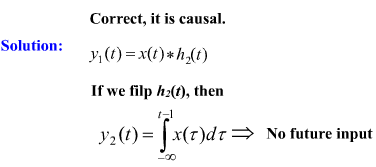 Correct, it is causal.
Solution: y₁(t) = x(t) * h₂(t)
If we filp h₂(t), then
y₂(t) = ∫_{-∞}^{t-1} x(τ)dτ ⇒ No future input